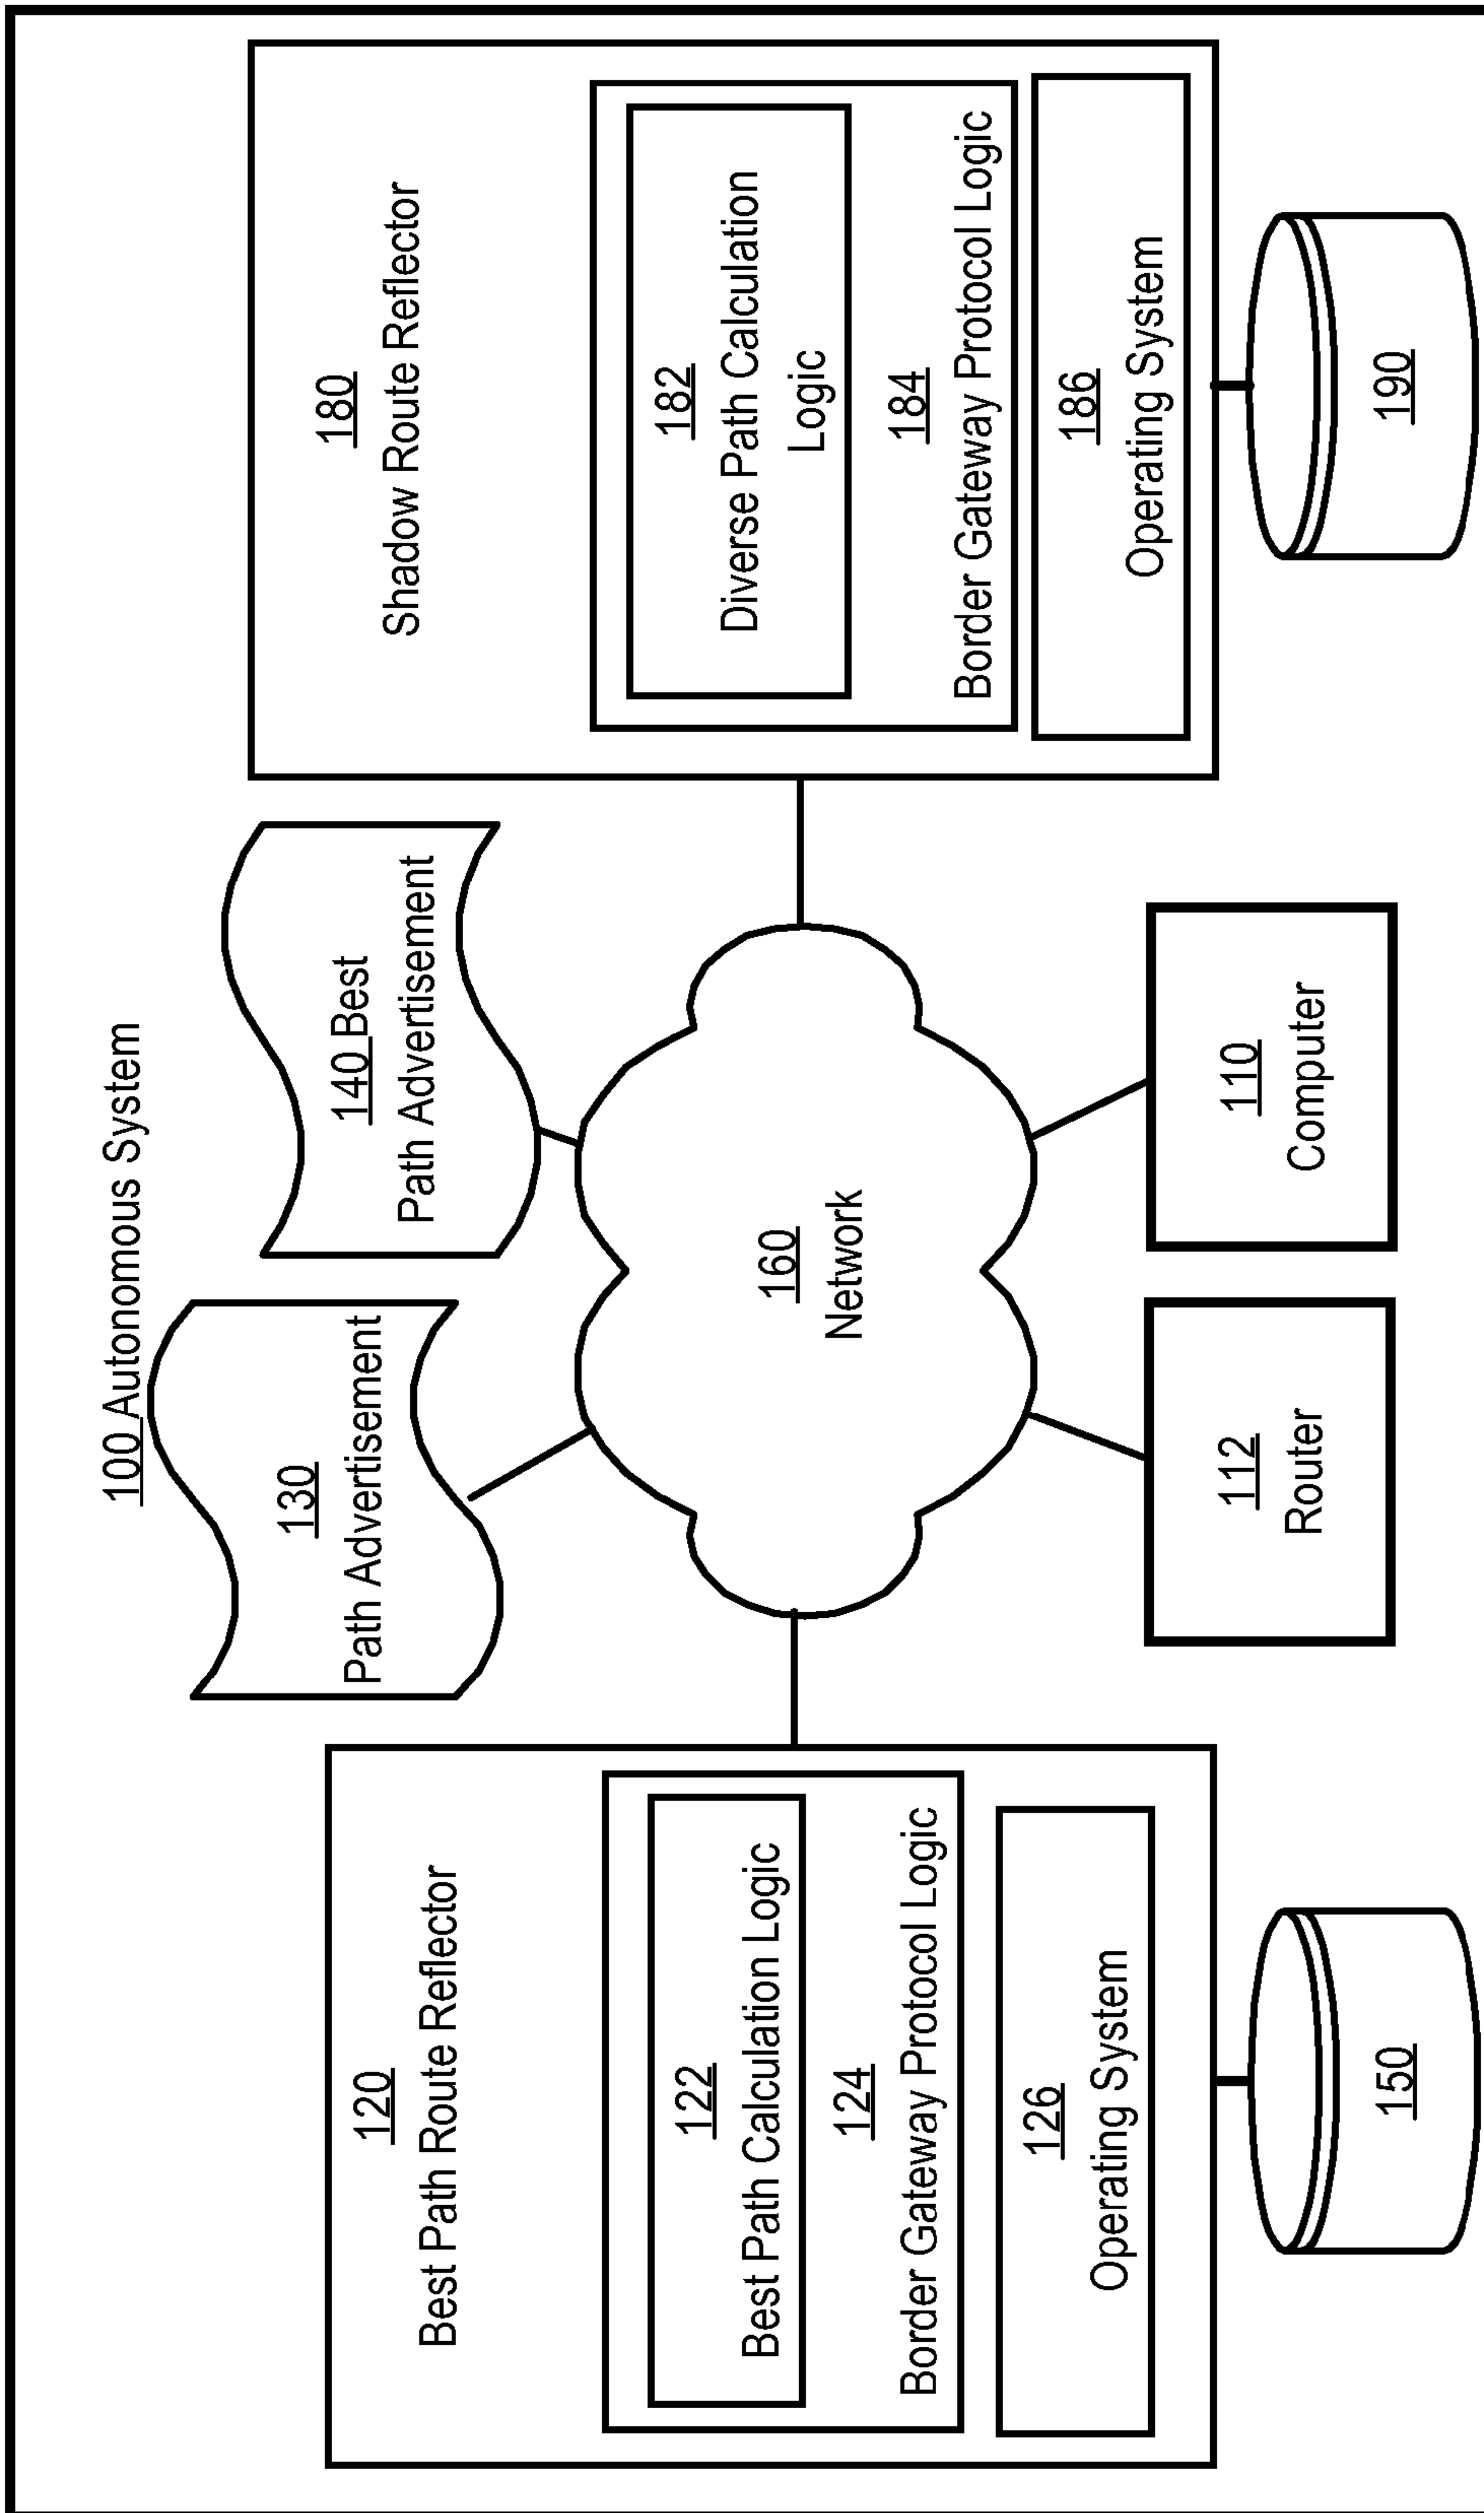 100 Autonomous System
120
Best Path Route Reflector
122
Best Path Calculation Logic
124
Border Gateway Protocol Logic
126
Operating System
150
130
Path Advertisement
140 Best
Path Advertisement
160
Network
112
Router
110
Computer
180
Shadow Route Reflector
182
Diverse Path Calculation
Logic
184
Border Gateway Protocol Logic
186
Operating System
190